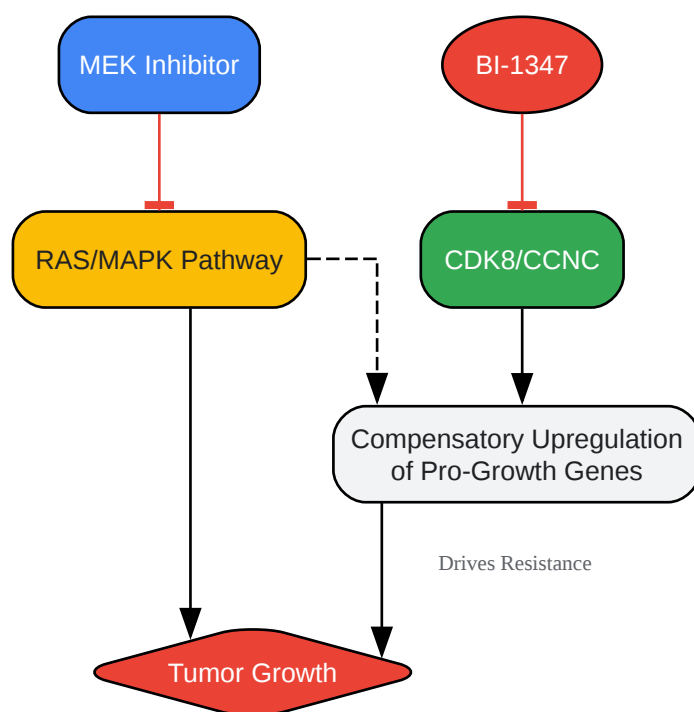 MEK Inhibitor
BI-1347
RAS/MAPK Pathway
CDK8/CCNC
Compensatory Upregulation
of Pro-Growth Genes
Drives Resistance
Tumor Growth